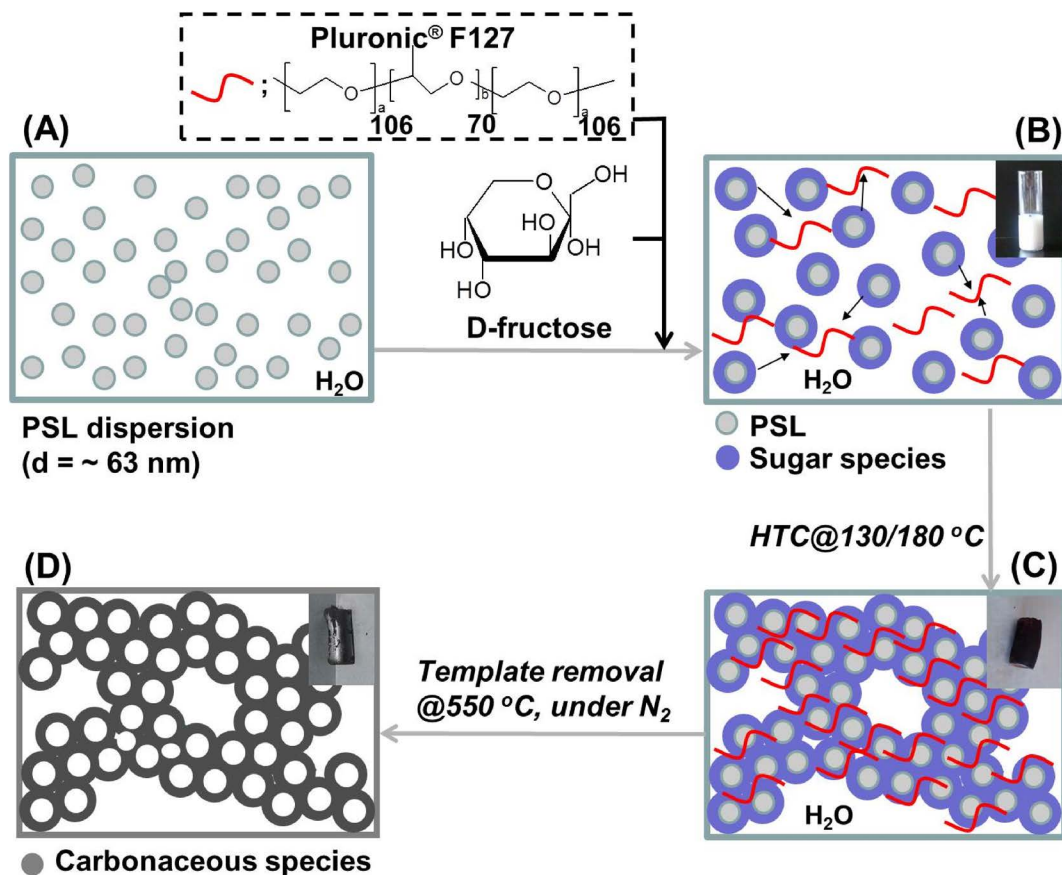 Pluronic® F127
; O a O b O a
106 70 106
(A)
(B)
O OH
HO
HO OH
HO
D-fructose
H₂O
H₂O
PSL dispersion
(d = ~ 63 nm)
PSL
Sugar species
HTC@130/180 °C
(D)
(C)
Template removal
@550 °C, under N₂
H₂O
Carbonaceous species